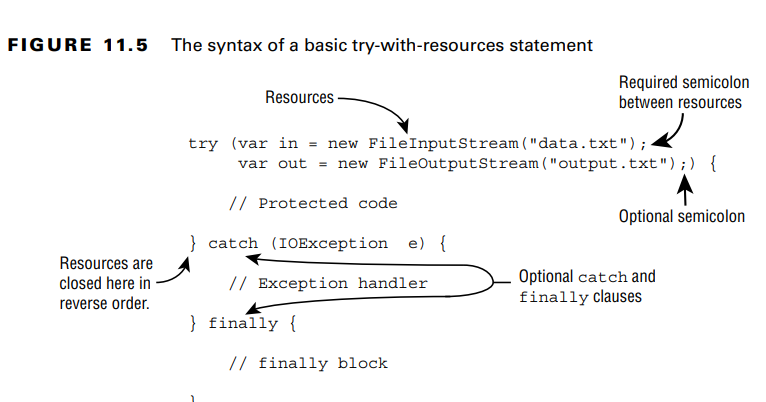 FIGURE 11.5 The syntax of a basic try-with-resources statement
Required semicolon
between resources
Resources
try (var in = new FileInputStream("data.txt");
var out = new FileOutputStream("output.txt");) {
Optional semicolon
// Protected code
} catch (IOException e) {
Resources are
closed here in
reverse order.
// Exception handler
Optional catch and
finally clauses
} finally {
// finally block
}